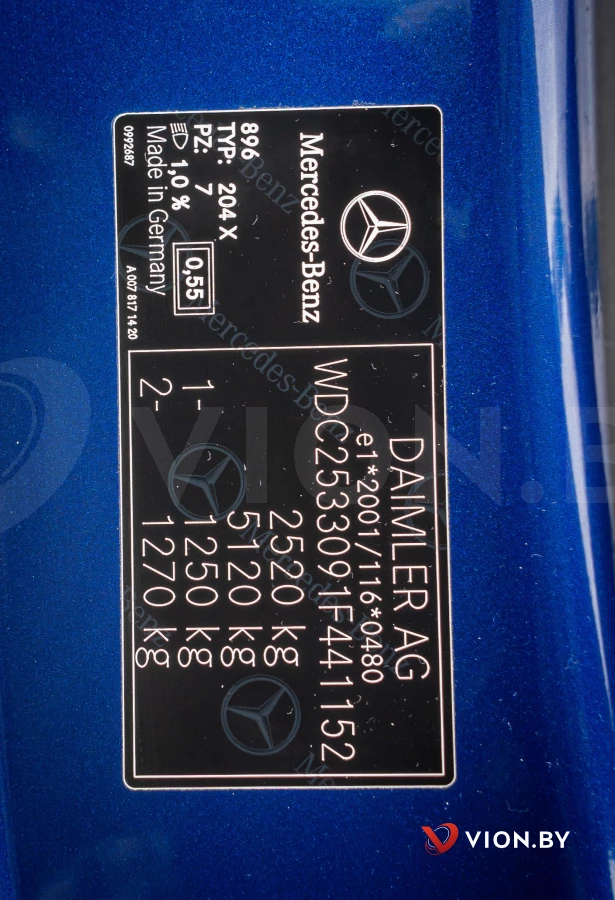 Mercedes-Benz
896
TYP: 204 X
PZ: 7
1,0 %
0,55
Made in Germany
0992687
A 007 817 14 20
DAIMLER AG
e1*2001/116*0480
WDC2533091F441152
2520 kg
5120 kg
1- 1250 kg
2- 1270 kg
VION.BY